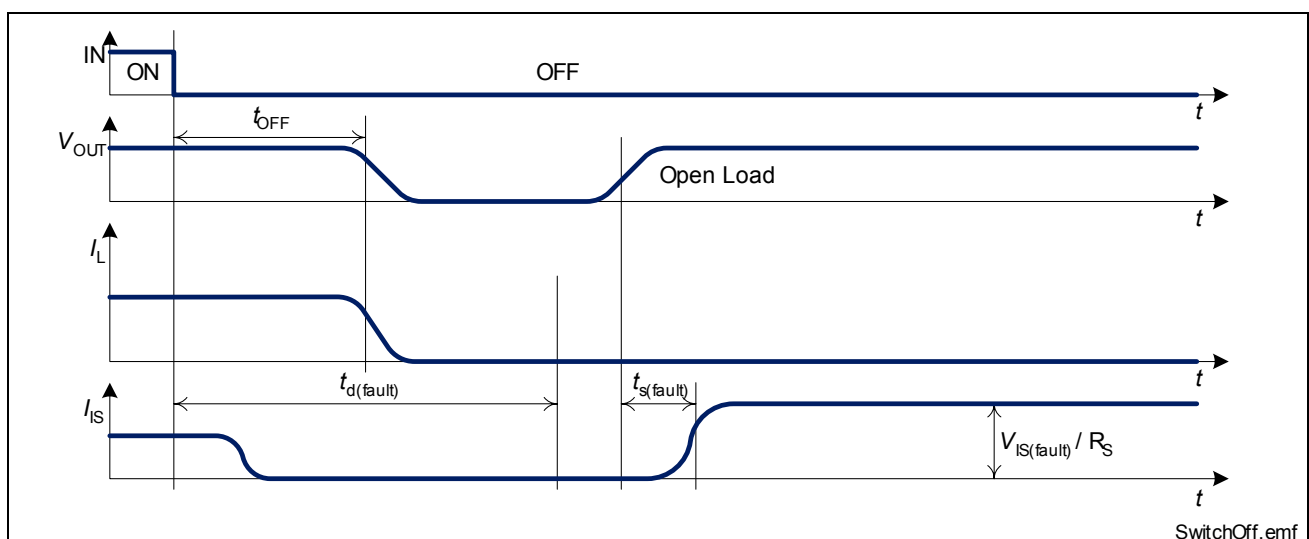 IN
ON
OFF
t
tOFF
VOUT
Open Load
t
IL
t
td(fault)
ts(fault)
IIS
VIS(fault) / RS
t
SwitchOff.emf